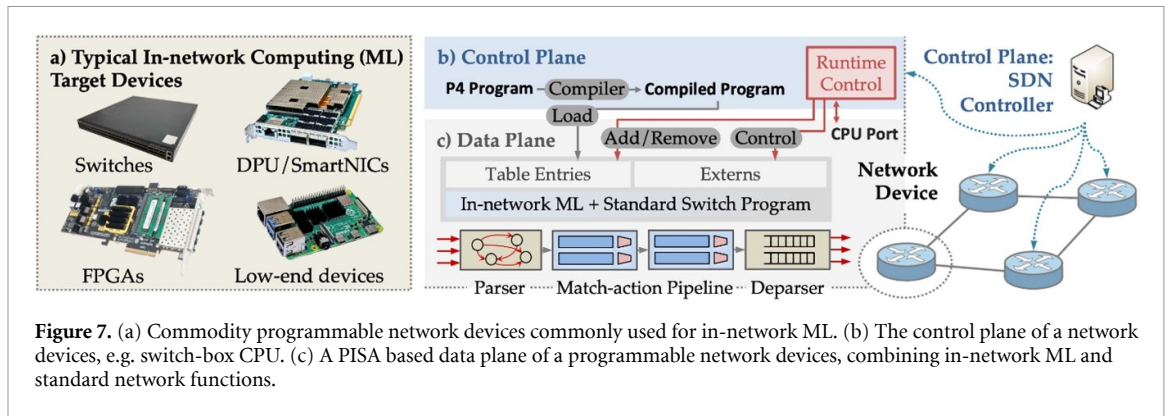 a) Typical In-network Computing (ML)
Target Devices
Switches
DPU/SmartNICs
FPGAs
Low-end devices
b) Control Plane
P4 Program
Compiler
Compiled Program
Runtime
Control
Load
Add/Remove
Control
CPU Port
c) Data Plane
Table Entries
Externs
In-network ML + Standard Switch Program
Parser
Match-action Pipeline
Deparser
Control Plane:
SDN
Controller
Network
Device
Figure 7. (a) Commodity programmable network devices commonly used for in-network ML. (b) The control plane of a network
devices, e.g. switch-box CPU. (c) A PISA based data plane of a programmable network devices, combining in-network ML and
standard network functions.